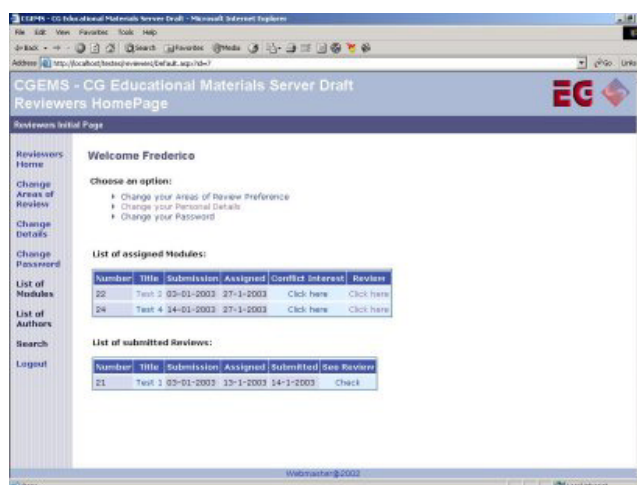 CGEMS - CG Educational Materials Server Draft - Microsoft Internet Explorer
File Edit View Favorites Tools Help
Back Search Favorites Media
Address http://localhost/testes/reviewers/Default.asp?id=7 Go Links
CGEMS - CG Educational Materials Server Draft
Reviewers HomePage
EG
Reviewers Initial Page
Reviewers
Home
Change
Areas of
Review
Change
Details
Change
Password
List of
Modules
List of
Authors
Search
Logout
Welcome Frederico
Choose an option:
Change your Areas of Review Preference
Change your Personal Details
Change your Password
List of assigned Modules:
Number Title Submission Assigned Conflict Interest Review
22 Test 2 03-01-2003 27-1-2003 Click here Click here
24 Test 4 14-01-2003 27-1-2003 Click here Click here
List of submitted Reviews:
Number Title Submission Assigned Submitted See Review
21 Test 1 03-01-2003 13-1-2003 14-1-2003 Check
Webmaster@2002